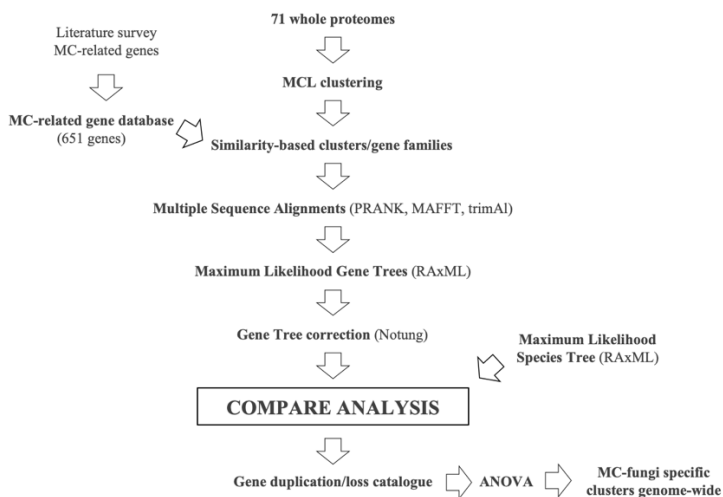 71 whole proteomes
Literature survey
MC-related genes
MCL clustering
MC-related gene database
(651 genes)
Similarity-based clusters/gene families
Multiple Sequence Alignments (PRANK, MAFFT, trimAl)
Maximum Likelihood Gene Trees (RAxML)
Gene Tree correction (Notung)
Maximum Likelihood
Species Tree (RAxML)
COMPARE ANALYSIS
Gene duplication/loss catalogue
ANOVA
MC-fungi specific
clusters genome-wide